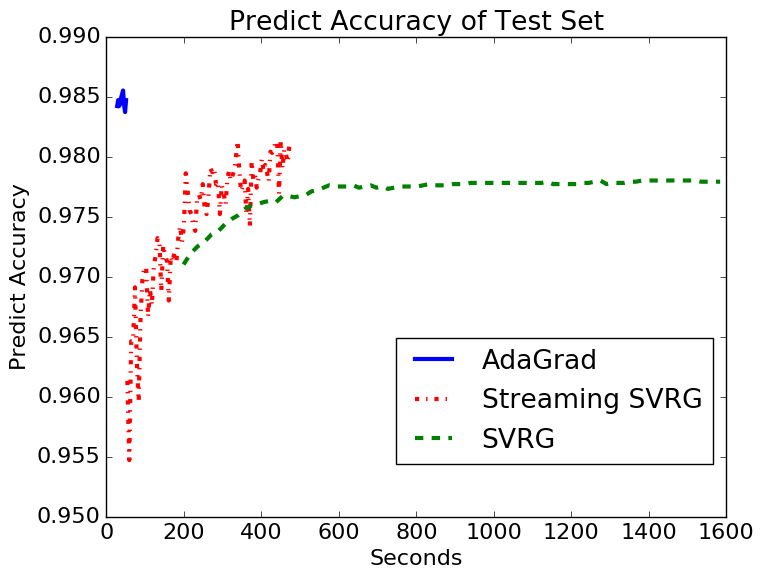 Predict Accuracy of Test Set
0.990
0.985
0.980
0.975
0.970
0.965
0.960
0.955
0.950
Predict Accuracy
AdaGrad
Streaming SVRG
SVRG
0 200 400 600 800 1000 1200 1400 1600
Seconds